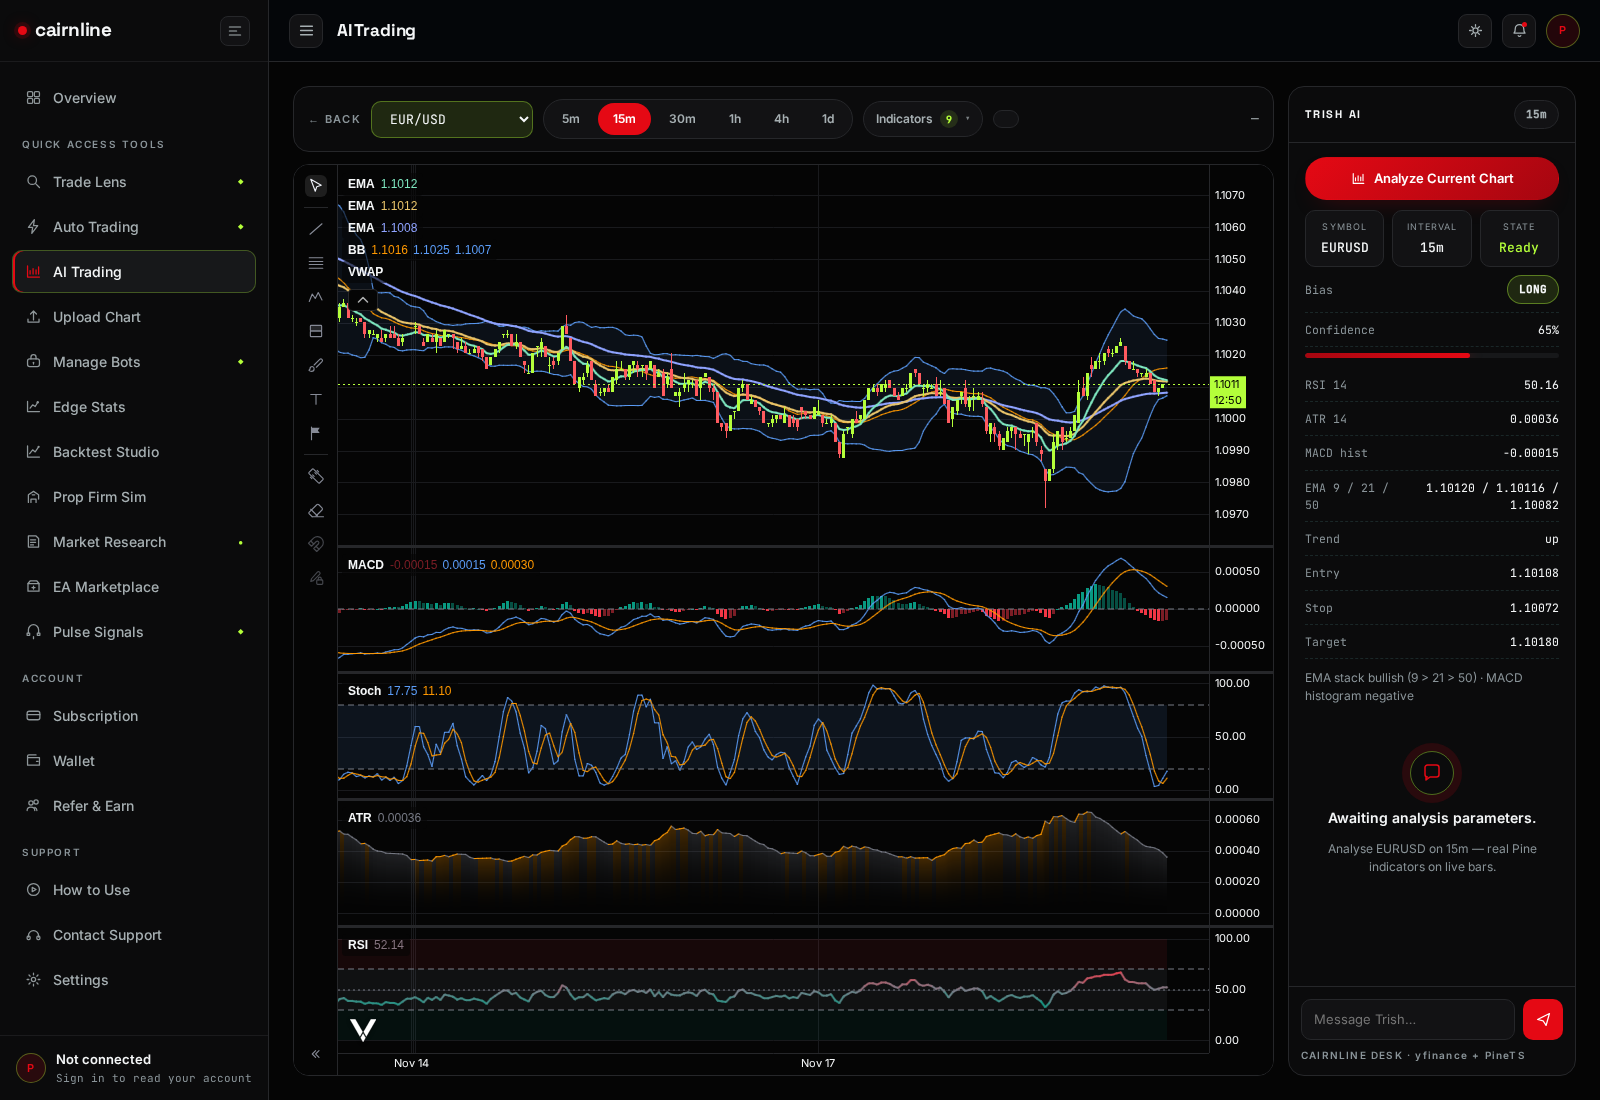 cairnline
Overview
QUICK ACCESS TOOLS
Trade Lens
Auto Trading
AI Trading
Upload Chart
Manage Bots
Edge Stats
Backtest Studio
Prop Firm Sim
Market Research
EA Marketplace
Pulse Signals
ACCOUNT
Subscription
Wallet
Refer & Earn
SUPPORT
How to Use
Contact Support
Settings
P
Not connected
Sign in to read your account
AI Trading
P
← BACK
EUR/USD
5m 15m 30m 1h 4h 1d
Indicators 9
EMA 1.1012
EMA 1.1012
EMA 1.1008
BB 1.1016 1.1025 1.1007
VWAP
1.1070
1.1060
1.1050
1.1040
1.1030
1.1020
1.1011
12:50
1.1000
1.0990
1.0980
1.0970
MACD -0.00015 0.00015 0.00030
0.00050
0.00000
-0.00050
Stoch 17.75 11.10
100.00
50.00
0.00
ATR 0.00036
0.00060
0.00040
0.00020
0.00000
RSI 52.14
100.00
50.00
0.00
Nov 14
Nov 17
TRISH AI
15m
Analyze Current Chart
SYMBOL
EURUSD
INTERVAL
15m
STATE
Ready
Bias LONG
Confidence 65%
RSI 14 50.16
ATR 14 0.00036
MACD hist -0.00015
EMA 9 / 21 / 50 1.10120 / 1.10116 / 1.10082
Trend up
Entry 1.10108
Stop 1.10072
Target 1.10180
EMA stack bullish (9 > 21 > 50) · MACD
histogram negative
Awaiting analysis parameters.
Analyse EURUSD on 15m — real Pine
indicators on live bars.
Message Trish...
CAIRNLINE DESK · yfinance + PineTS